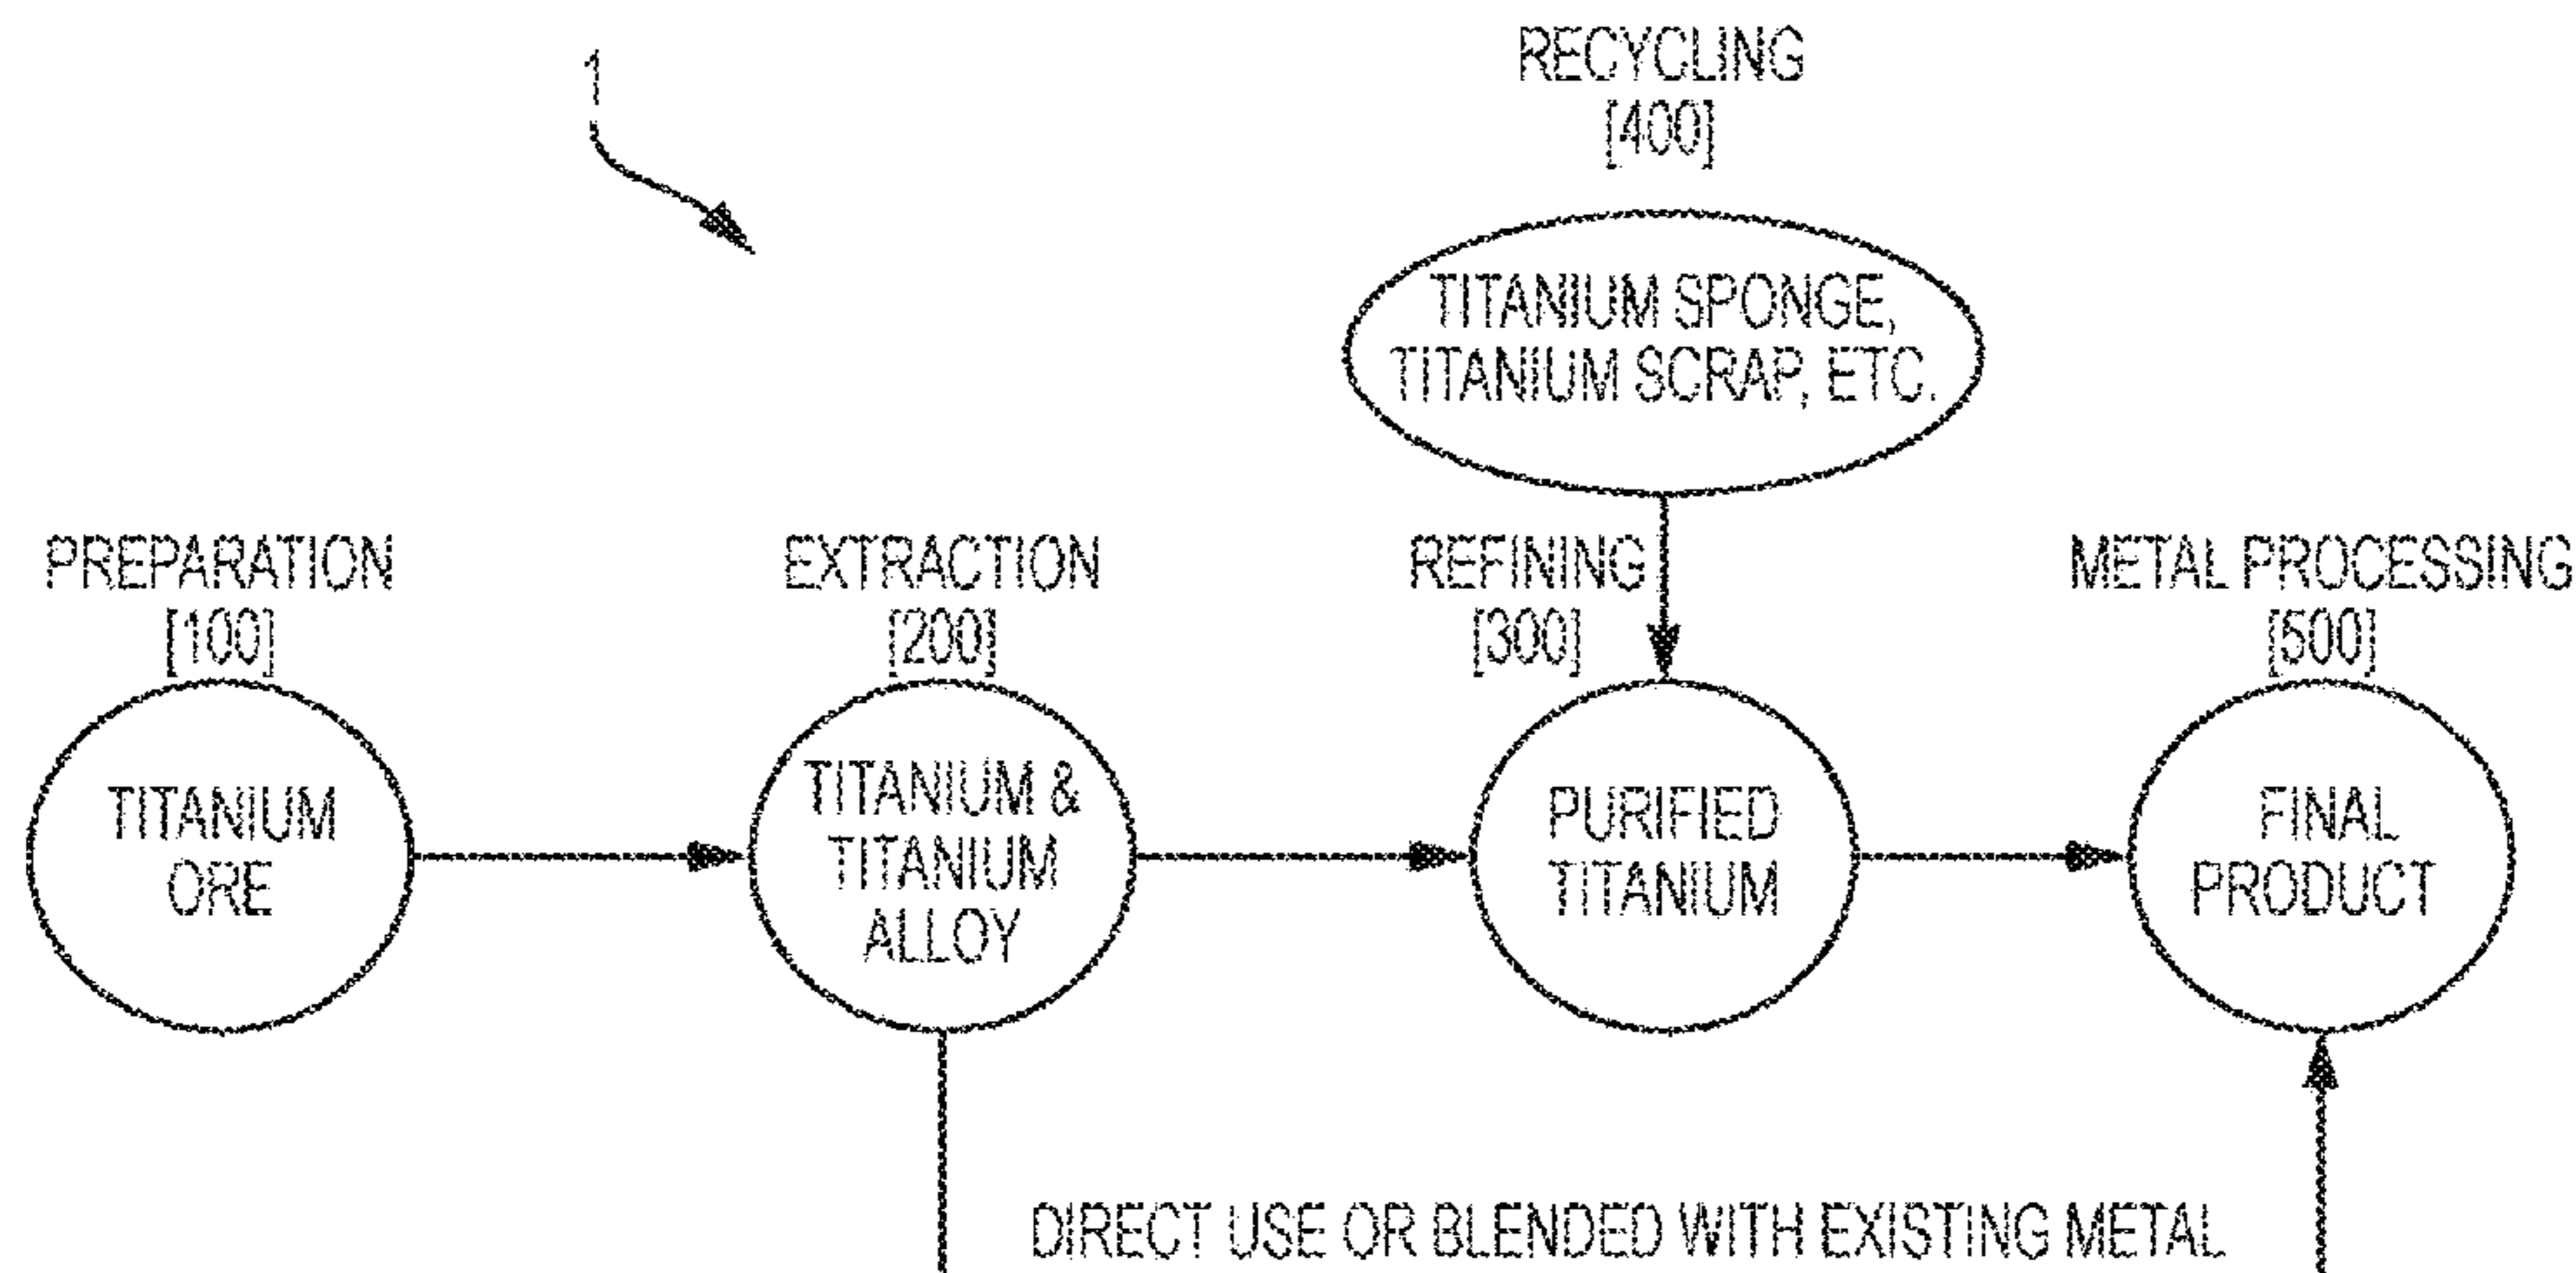 1
RECYCLING
[400]
TITANIUM SPONGE,
TITANIUM SCRAP, ETC.
PREPARATION
[100]
EXTRACTION
[200]
REFINING
[300]
METAL PROCESSING
[500]
TITANIUM
ORE
TITANIUM &
TITANIUM
ALLOY
PURIFIED
TITANIUM
FINAL
PRODUCT
DIRECT USE OR BLENDED WITH EXISTING METAL